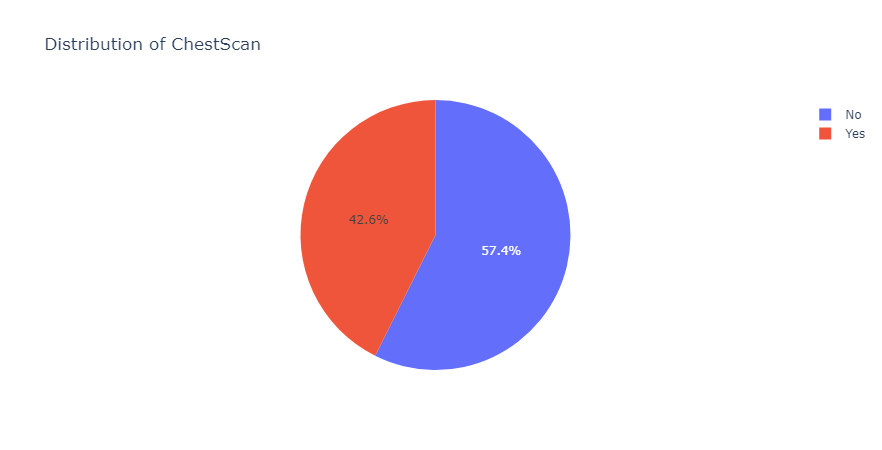 Distribution of ChestScan
No
Yes
42.6%
57.4%